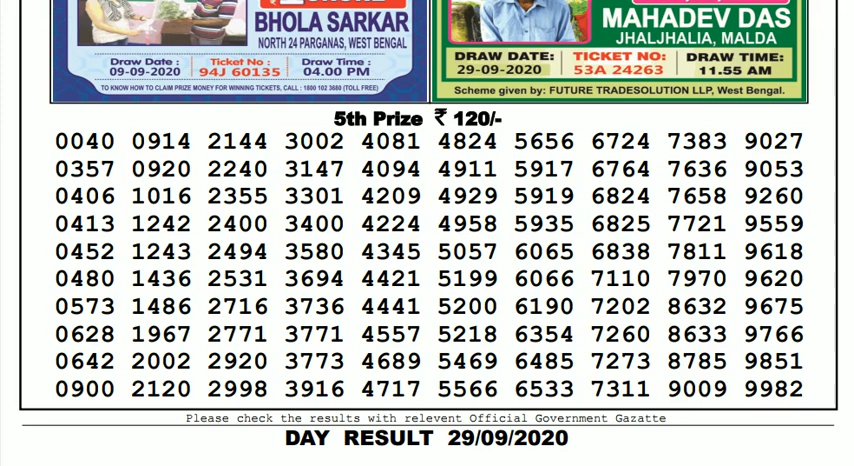 BHOLA SARKAR
NORTH 24 PARGANAS, WEST BENGAL
Draw Date : 09-09-2020
Ticket No : 94J 60135
Draw Time : 04.00 PM
TO KNOW HOW TO CLAIM PRIZE MONEY FOR WINNING TICKETS, CALL : 1800 102 3680 (TOLL FREE)
MAHADEV DAS
JHALJHALIA, MALDA
DRAW DATE: 29-09-2020
TICKET NO: 53A 24263
DRAW TIME: 11.55 AM
Scheme given by: FUTURE TRADESOLUTION LLP, West Bengal.
5th Prize ₹ 120/-
0040 0914 2144 3002 4081 4824 5656 6724 7383 9027
0357 0920 2240 3147 4094 4911 5917 6764 7636 9053
0406 1016 2355 3301 4209 4929 5919 6824 7658 9260
0413 1242 2400 3400 4224 4958 5935 6825 7721 9559
0452 1243 2494 3580 4345 5057 6065 6838 7811 9618
0480 1436 2531 3694 4421 5199 6066 7110 7970 9620
0573 1486 2716 3736 4441 5200 6190 7202 8632 9675
0628 1967 2771 3771 4557 5218 6354 7260 8633 9766
0642 2002 2920 3773 4689 5469 6485 7273 8785 9851
0900 2120 2998 3916 4717 5566 6533 7311 9009 9982
Please check the results with relevent Official Government Gazatte
DAY RESULT 29/09/2020